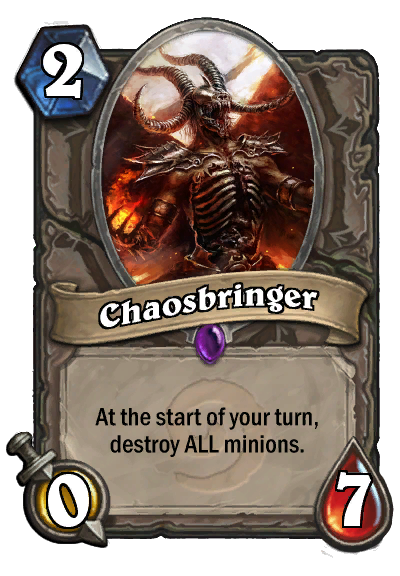 2
Chaosbringer
At the start of your turn,
destroy ALL minions.
0
7